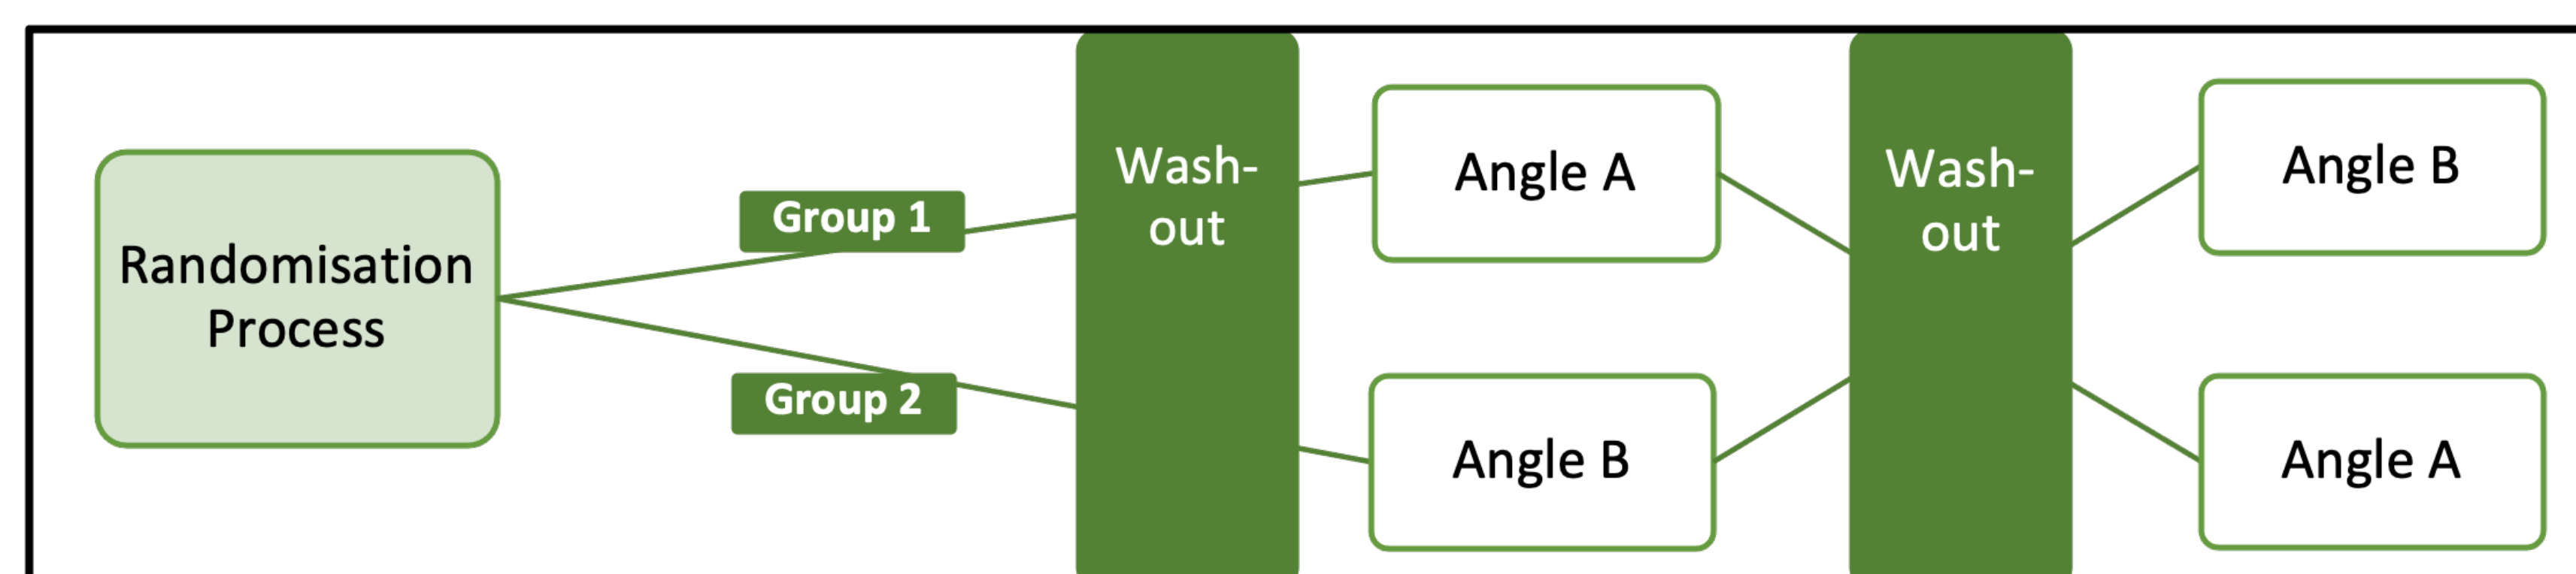 Randomisation
Process
Group 1
Group 2
Wash-
out
Angle A
Angle B
Wash-
out
Angle B
Angle A